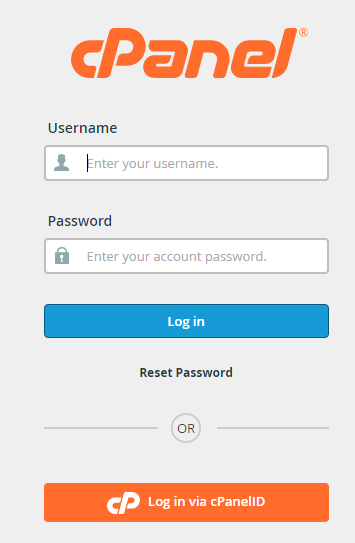 cPanel®
Username
Enter your username.
Password
Enter your account password.
Log in
Reset Password
OR
cP Log in via cPanelID